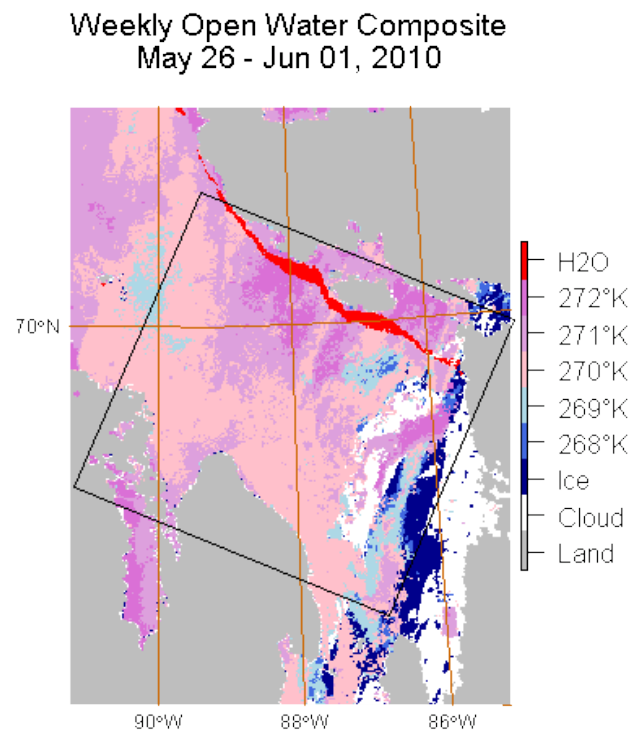 Weekly Open Water Composite
May 26 - Jun 01, 2010
H2O
272°K
271°K
70°N
270°K
269°K
268°K
Ice
Cloud
Land
90°W
88°W
86°W